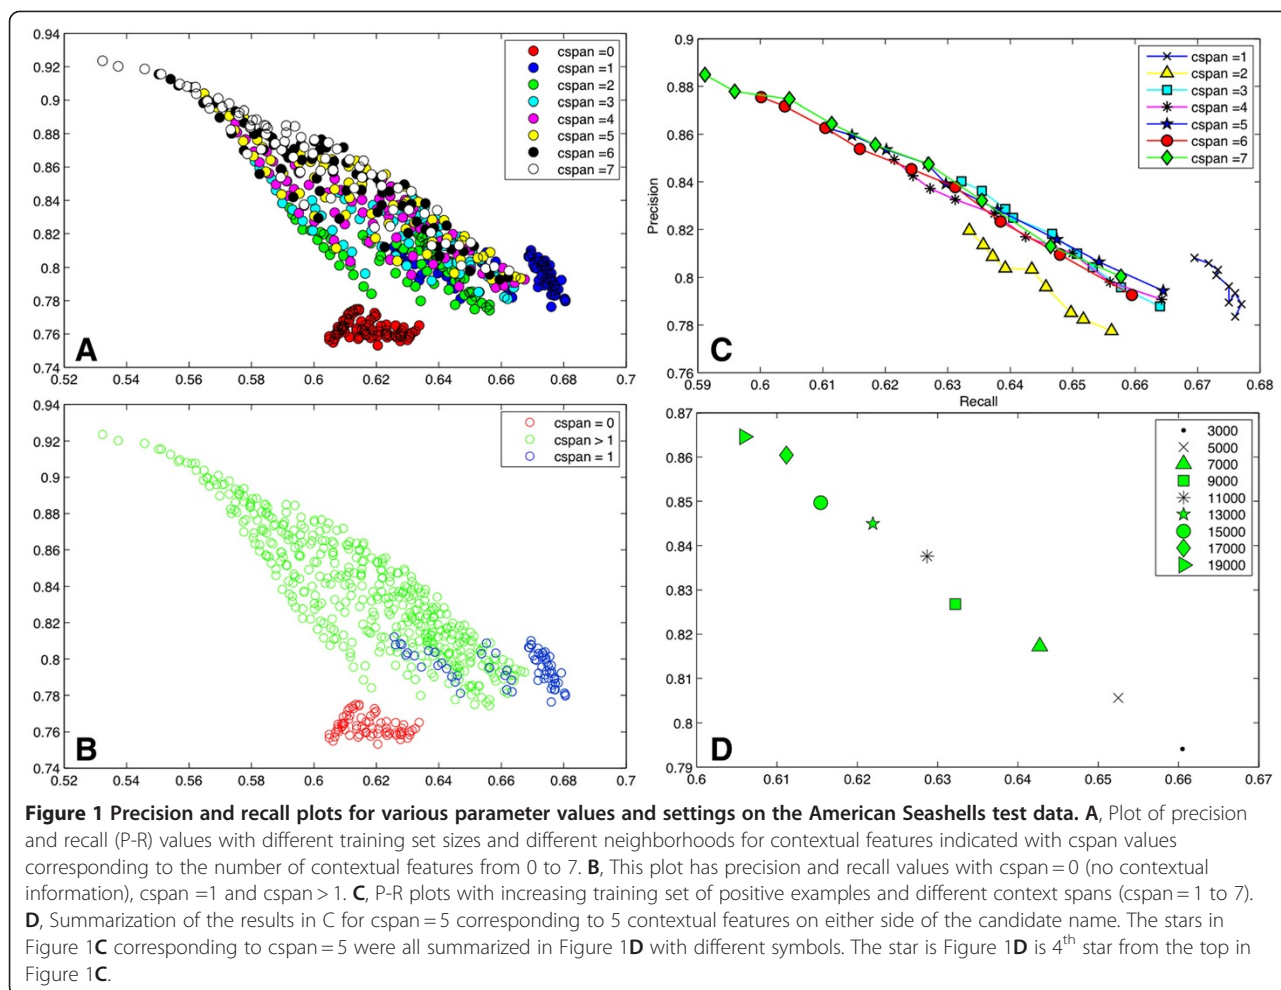 0.94
0.92
0.9
0.88
0.86
0.84
0.82
0.8
0.78
0.76
0.74
0.52 0.54 0.56 0.58 0.6 0.62 0.64 0.66 0.68 0.7
cspan =0
cspan =1
cspan =2
cspan =3
cspan =4
cspan =5
cspan =6
cspan =7
A
0.9
0.88
0.86
0.84
0.82
0.8
0.78
0.76
Precision
0.59 0.6 0.61 0.62 0.63 0.64 0.65 0.66 0.67 0.68
Recall
cspan =1
cspan =2
cspan =3
cspan =4
cspan =5
cspan =6
cspan =7
C
0.94
0.92
0.9
0.88
0.86
0.84
0.82
0.8
0.78
0.76
0.74
0.52 0.54 0.56 0.58 0.6 0.62 0.64 0.66 0.68 0.7
cspan = 0
cspan > 1
cspan = 1
B
0.87
0.86
0.85
0.84
0.83
0.82
0.81
0.8
0.79
0.6 0.61 0.62 0.63 0.64 0.65 0.66 0.67
3000
5000
7000
9000
11000
13000
15000
17000
19000
D
Figure 1 Precision and recall plots for various parameter values and settings on the American Seashells test data. A, Plot of precision
and recall (P-R) values with different training set sizes and different neighborhoods for contextual features indicated with cspan values
corresponding to the number of contextual features from 0 to 7. B, This plot has precision and recall values with cspan = 0 (no contextual
information), cspan =1 and cspan > 1. C, P-R plots with increasing training set of positive examples and different context spans (cspan = 1 to 7).
D, Summarization of the results in C for cspan = 5 corresponding to 5 contextual features on either side of the candidate name. The stars in
Figure 1C corresponding to cspan = 5 were all summarized in Figure 1D with different symbols. The star is Figure 1D is 4th star from the top in
Figure 1C.